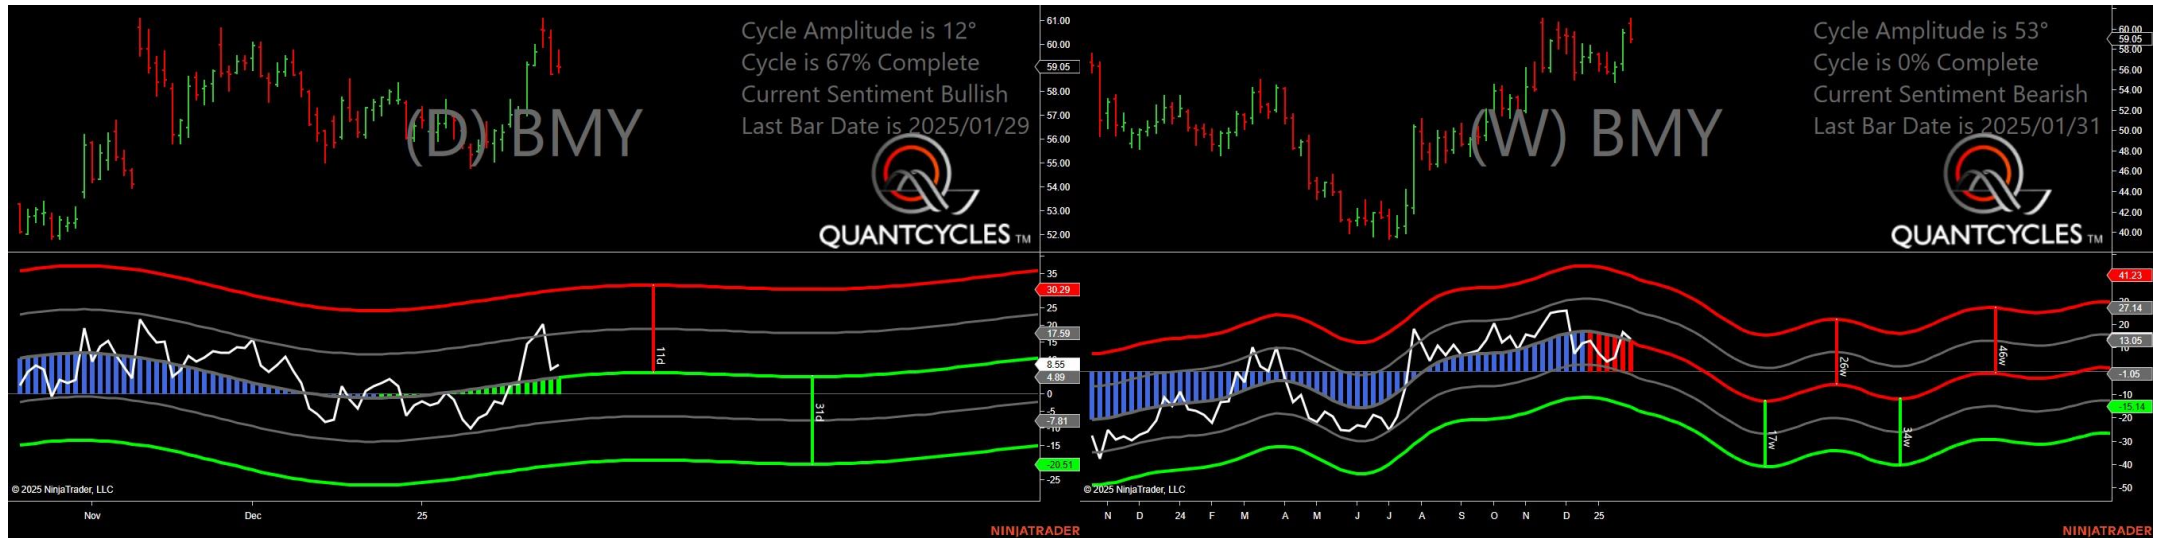 Cycle Amplitude is 12°
Cycle is 67% Complete
Current Sentiment Bullish
Last Bar Date is 2025/01/29
(D) BMY
QUANTCYCLES TM
61.00
60.00
59.05
58.00
57.00
56.00
55.00
54.00
53.00
52.00
35
30.29
25
17.59
15
8.55
4.89
0
-5
-7.81
-10
-15
-20.51
-25
11d
31d
© 2025 NinjaTrader, LLC
Nov
Dec
25
NINJATRADER
Cycle Amplitude is 53°
Cycle is 0% Complete
Current Sentiment Bearish
Last Bar Date is 2025/01/31
(W) BMY
QUANTCYCLES TM
60.00
59.05
58.00
56.00
54.00
52.00
50.00
48.00
46.00
44.00
42.00
40.00
41.23
27.14
20
13.05
-1.05
-10
-15.14
-20
-30
-40
-50
17w
26w
34w
46w
© 2025 NinjaTrader, LLC
N
D
24
F
M
A
M
J
J
A
S
O
N
D
25
NINJATRADER